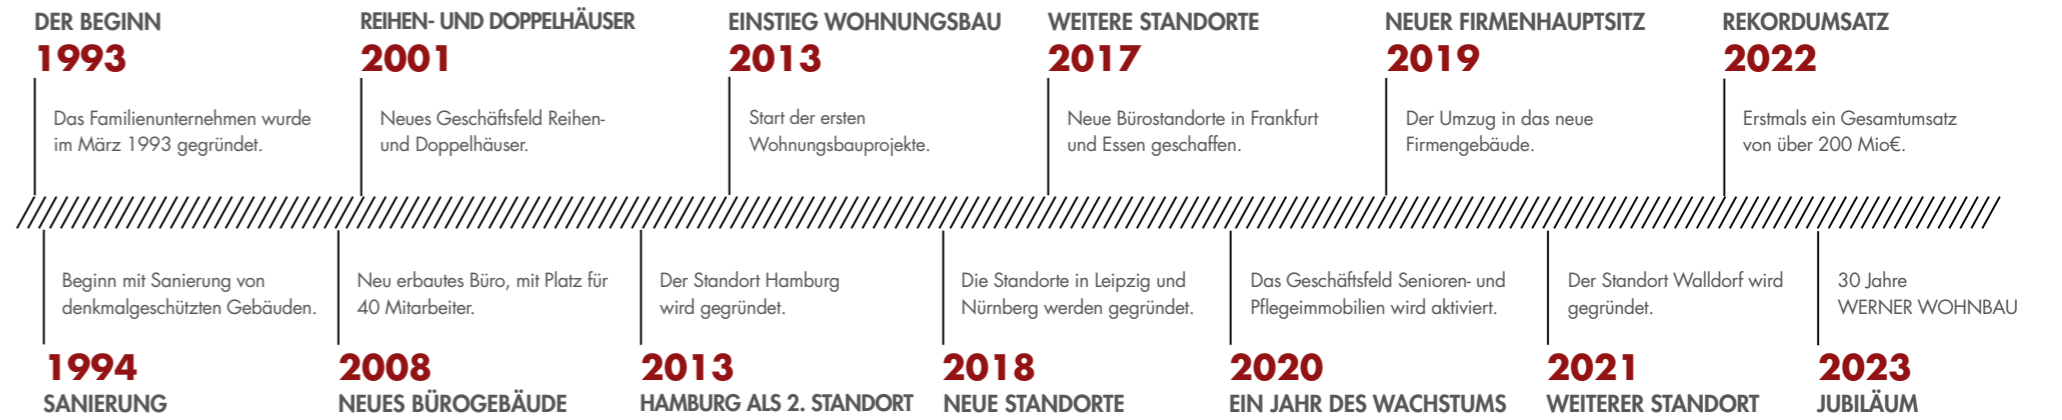 DER BEGINN
1993
Das Familienunternehmen wurde
im März 1993 gegründet.
REIHEN- UND DOPPELHÄUSER
2001
Neues Geschäftsfeld Reihen-
und Doppelhäuser.
EINSTIEG WOHNUNGSBAU
2013
Start der ersten
Wohnungsbauprojekte.
WEITERE STANDORTE
2017
Neue Bürostandorte in Frankfurt
und Essen geschaffen.
NEUER FIRMENHAUPTSITZ
2019
Der Umzug in das neue
Firmengebäude.
REKORDUMSATZ
2022
Erstmals ein Gesamtumsatz
von über 200 Mio€.
Beginn mit Sanierung von
denkmalgeschützten Gebäuden.
1994
SANIERUNG
Neu erbautes Büro, mit Platz für
40 Mitarbeiter.
2008
NEUES BÜROGEBÄUDE
Der Standort Hamburg
wird gegründet.
2013
HAMBURG ALS 2. STANDORT
Die Standorte in Leipzig und
Nürnberg werden gegründet.
2018
NEUE STANDORTE
Das Geschäftsfeld Senioren- und
Pflegeimmobilien wird aktiviert.
2020
EIN JAHR DES WACHSTUMS
Der Standort Walldorf wird
gegründet.
2021
WEITERER STANDORT
30 Jahre
WERNER WOHNBAU
2023
JUBILÄUM